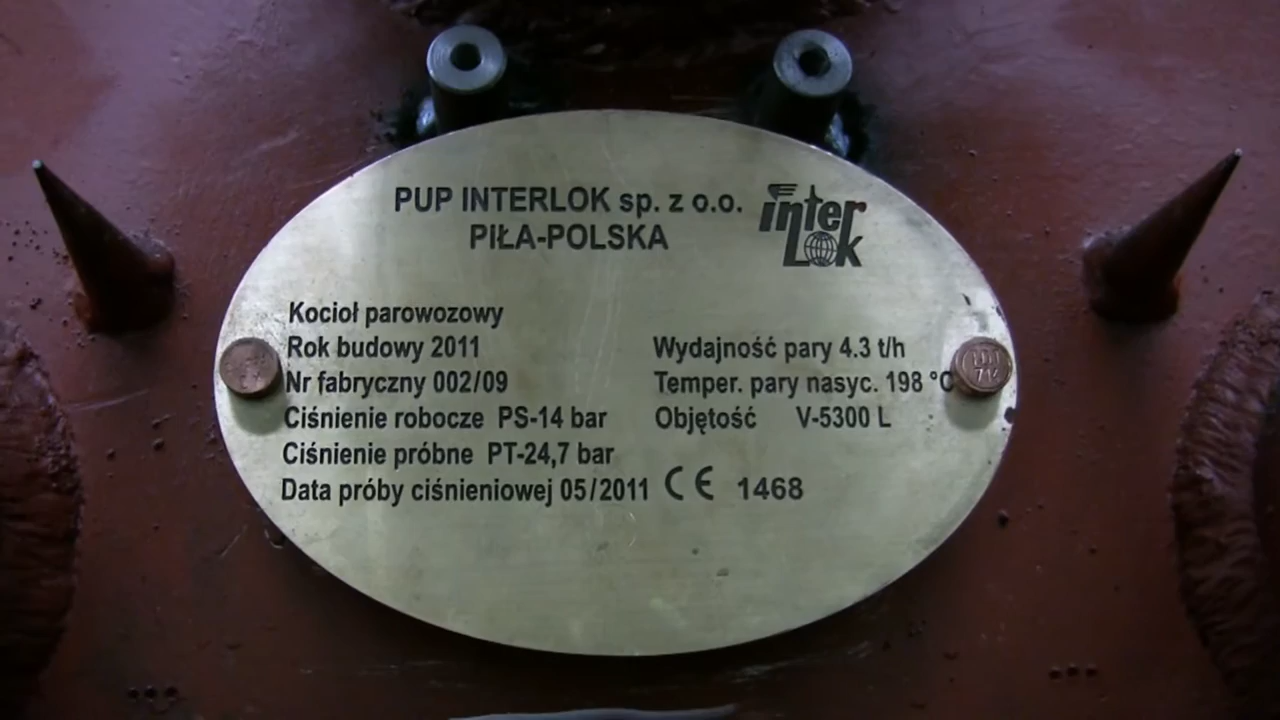 PUP INTERLOK sp. z o.o.
PIŁA-POLSKA
inter
Lok
Kocioł parowozowy
Rok budowy 2011
Wydajność pary 4.3 t/h
Nr fabryczny 002/09
Temper. pary nasyc. 198 °C
Ciśnienie robocze PS-14 bar
Objętość V-5300 L
Ciśnienie próbne PT-24,7 bar
Data próby ciśnieniowej 05/2011 CE 1468